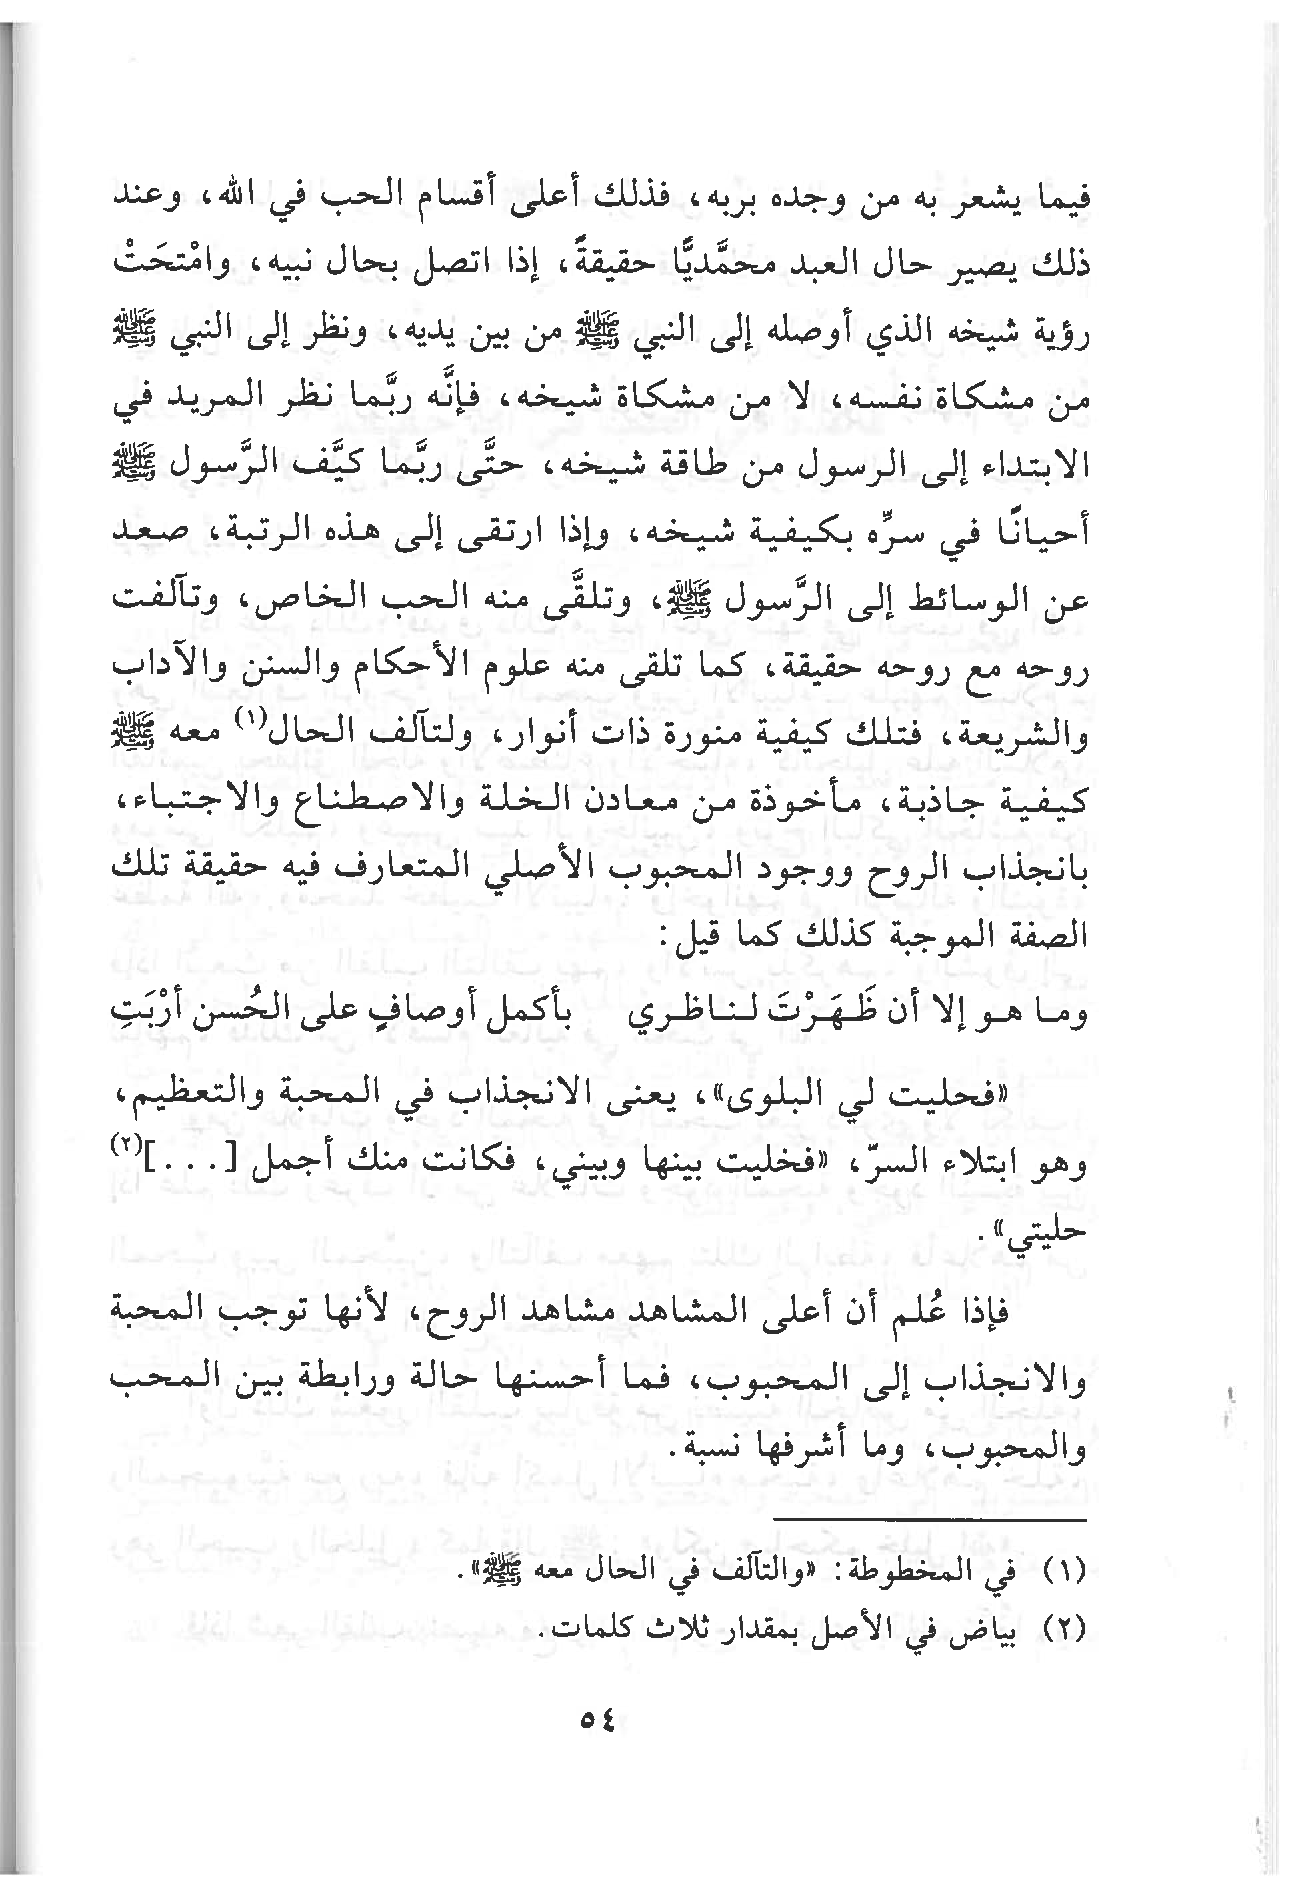 فيما يشعر به من وجده بربه، فذلك أعلى أقسام الحب في الله، وعند
ذلك يصير حال العبد محمَّديًّا حقيقةً، إذا اتصل بحال نبيه، وامْتحَتْ
رؤية شيخه الذي أوصله إلى النبي ﷺ من بين يديه، ونظر إلى النبي ﷺ
من مشكاة نفسه، لا من مشكاة شيخه، فإنَّه ربَّما نظر المريد في
الابتداء إلى الرسول من طاقة شيخه، حتَّى ربَّما كيَّف الرَّسول ﷺ
أحيانًا في سرِّه بكيفية شيخه، وإذا ارتقى إلى هذه الرتبة، صعد
عن الوسائط إلى الرَّسول ﷺ، وتلقَّى منه الحب الخاص، وتآلفت
روحه مع روحه حقيقة، كما تلقى منه علوم الأحكام والسنن والآداب
والشريعة، فتلك كيفية منورة ذات أنوار، ولتآلف الحال(١) معه ﷺ
كيفية جاذبة، مأخوذة من معادن الخلة والاصطناع والاجتباء،
بانجذاب الروح ووجود المحبوب الأصلي المتعارف فيه حقيقة تلك
الصفة الموجبة كذلك كما قيل:
وما هو إلا أن ظَهَرْتَ لناظري بأكمل أوصافٍ على الحُسن أرْبَتِ
«فحليت لي البلوى»، يعنى الانجذاب في المحبة والتعظيم،
وهو ابتلاء السرّ، «فخليت بينها وبيني، فكانت منك أجمل [...](٢)
حليتي».
فإذا عُلم أن أعلى المشاهد مشاهد الروح، لأنها توجب المحبة
والانجذاب إلى المحبوب، فما أحسنها حالة ورابطة بين المحب
والمحبوب، وما أشرفها نسبة.
(١) في المخطوطة: «والتآلف في الحال معه ﷺ».
(٢) بياض في الأصل بمقدار ثلاث كلمات.
٥٤